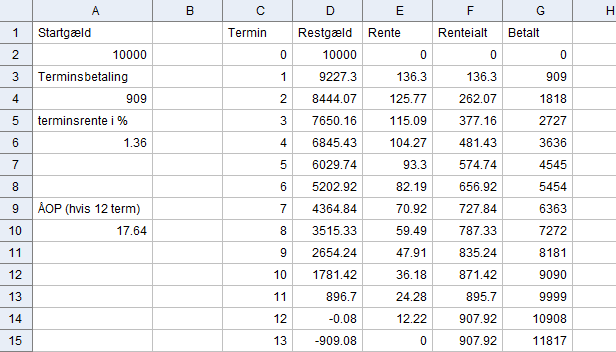 A B C D E F G H
1 Startgæld Termin Restgæld Rente Renteialt Betalt
2 10000 0 10000 0 0 0
3 Terminsbetaling 1 9227.3 136.3 136.3 909
4 909 2 8444.07 125.77 262.07 1818
5 terminsrente i % 3 7650.16 115.09 377.16 2727
6 1.36 4 6845.43 104.27 481.43 3636
7 5 6029.74 93.3 574.74 4545
8 6 5202.92 82.19 656.92 5454
9 ÅOP (hvis 12 term) 7 4364.84 70.92 727.84 6363
10 17.64 8 3515.33 59.49 787.33 7272
11 9 2654.24 47.91 835.24 8181
12 10 1781.42 36.18 871.42 9090
13 11 896.7 24.28 895.7 9999
14 12 -0.08 12.22 907.92 10908
15 13 -909.08 0 907.92 11817